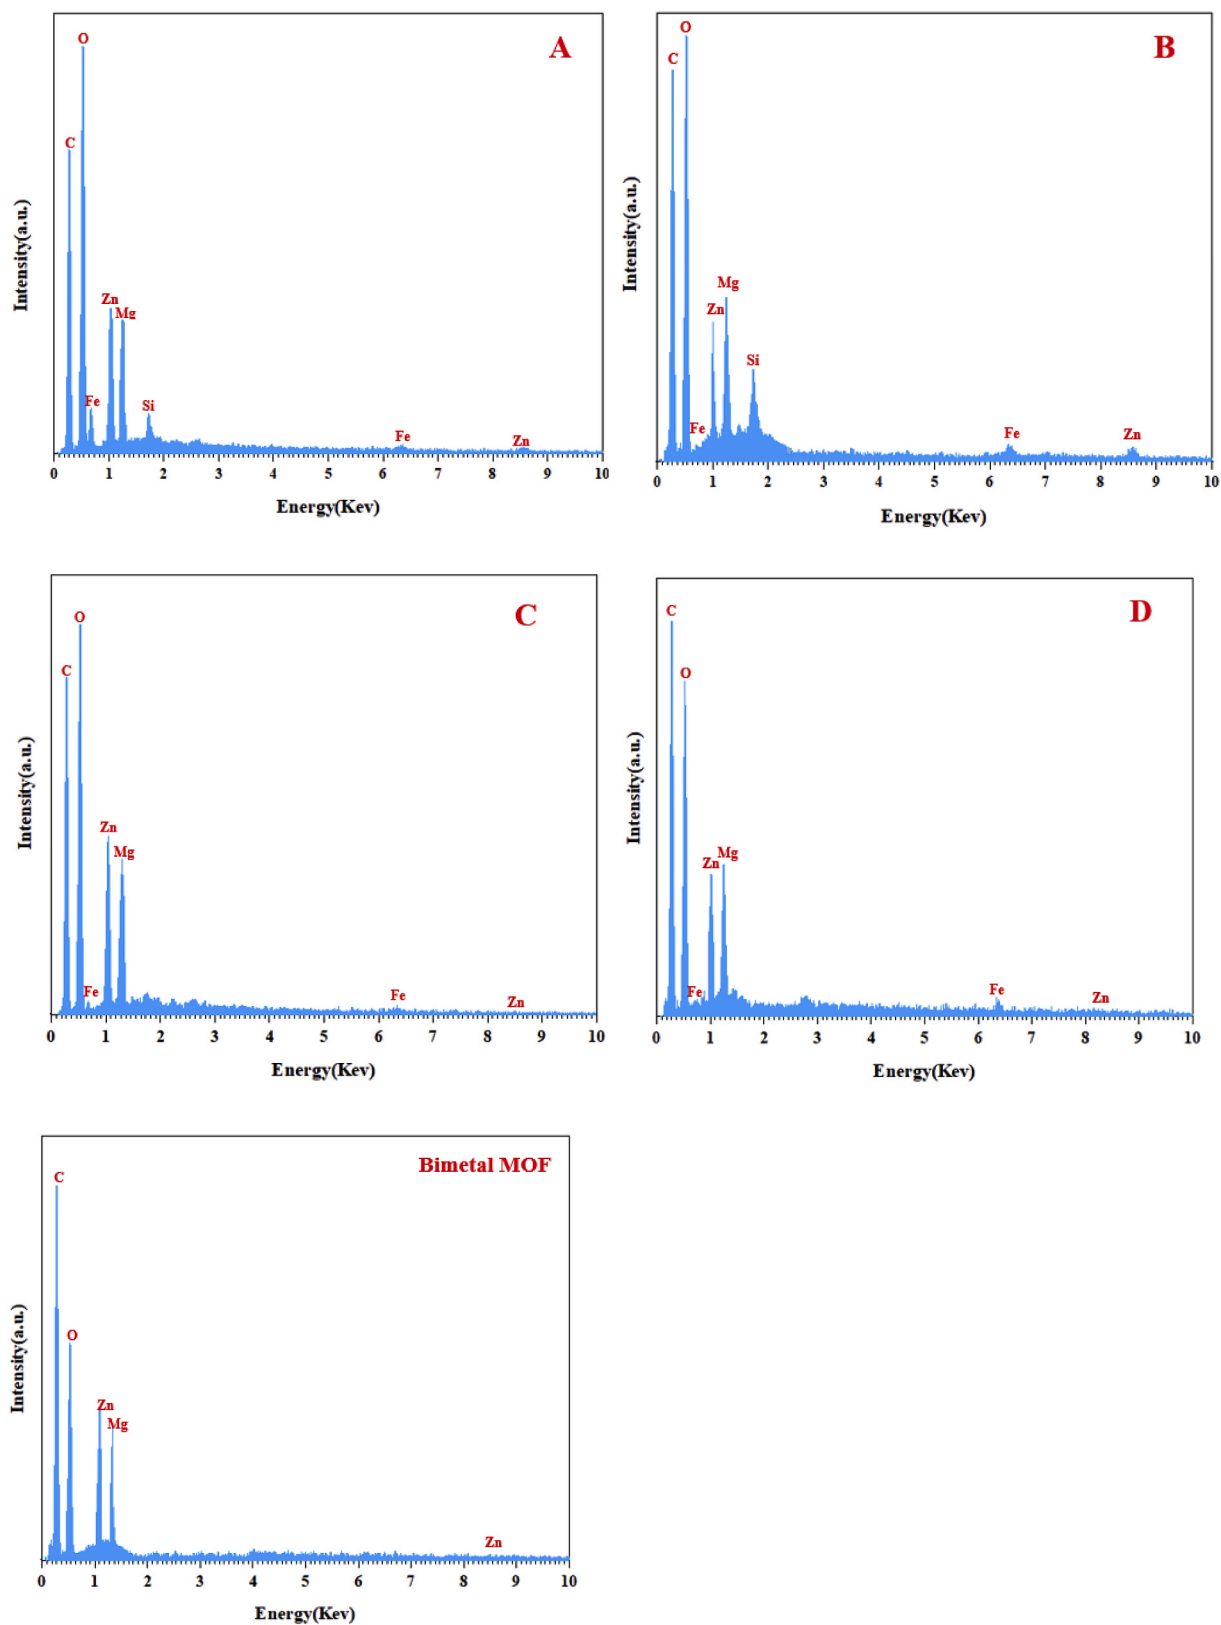 A
O
C
Zn
Mg
Fe
Si
Fe
Zn
Intensity(a.u.)
0 1 2 3 4 5 6 7 8 9 10
Energy(Kev)
B
O
C
Mg
Zn
Si
Fe
Fe
Zn
Intensity(a.u.)
0 1 2 3 4 5 6 7 8 9 10
Energy(Kev)
C
O
C
Zn
Mg
Fe
Fe
Zn
Intensity(a.u.)
0 1 2 3 4 5 6 7 8 9 10
Energy(Kev)
D
C
O
Zn
Mg
Fe
Fe
Zn
Intensity(a.u.)
0 1 2 3 4 5 6 7 8 9 10
Energy(Kev)
Bimetal MOF
C
O
Zn
Mg
Zn
Intensity(a.u.)
0 1 2 3 4 5 6 7 8 9 10
Energy(Kev)